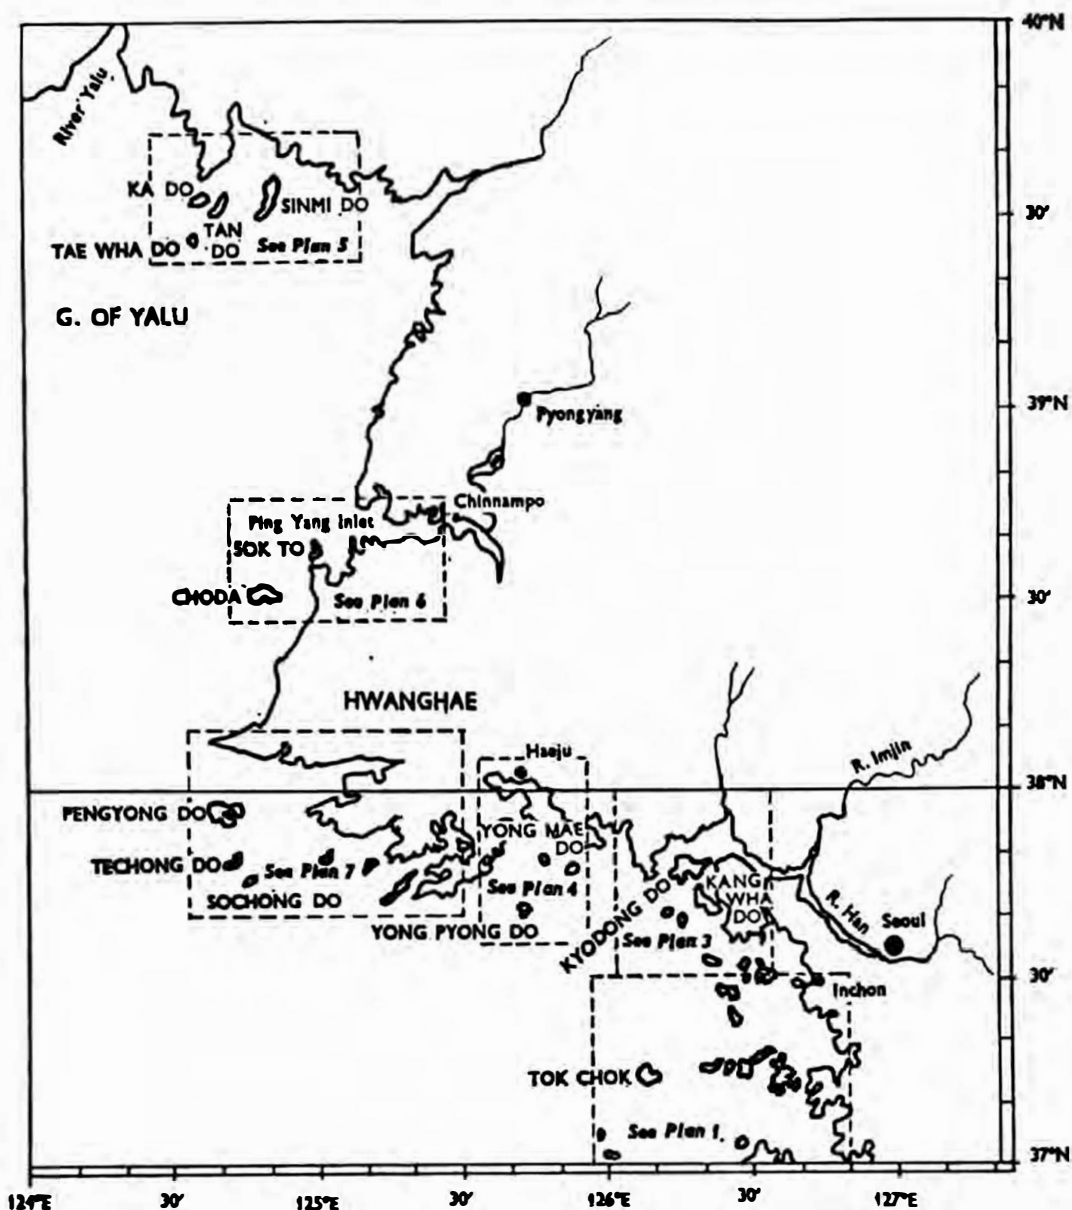 40°N
River Yalu
KA DO
SINMI DO
30'
TAN
DO
TAE WHA DO
See Plan 5
G. OF YALU
39°N
Pyongyang
Chinnampo
Ping Yang Inlet
SOK TO
CHODA
See Plan 6
30'
HWANGHAE
Haeju
R. Imjin
38°N
PENGYONG DO
YONG MAE
DO
TECHONG DO
See Plan 7
See Plan 4
KANG
WHA
DO
SOCHONG DO
KYODONG DO
R. Han
Seoul
YONG PYONG DO
See Plan 3
30'
Inchon
TOK CHOK
See Plan 1
37°N
124°E
30'
125°E
30'
126°E
30'
127°E